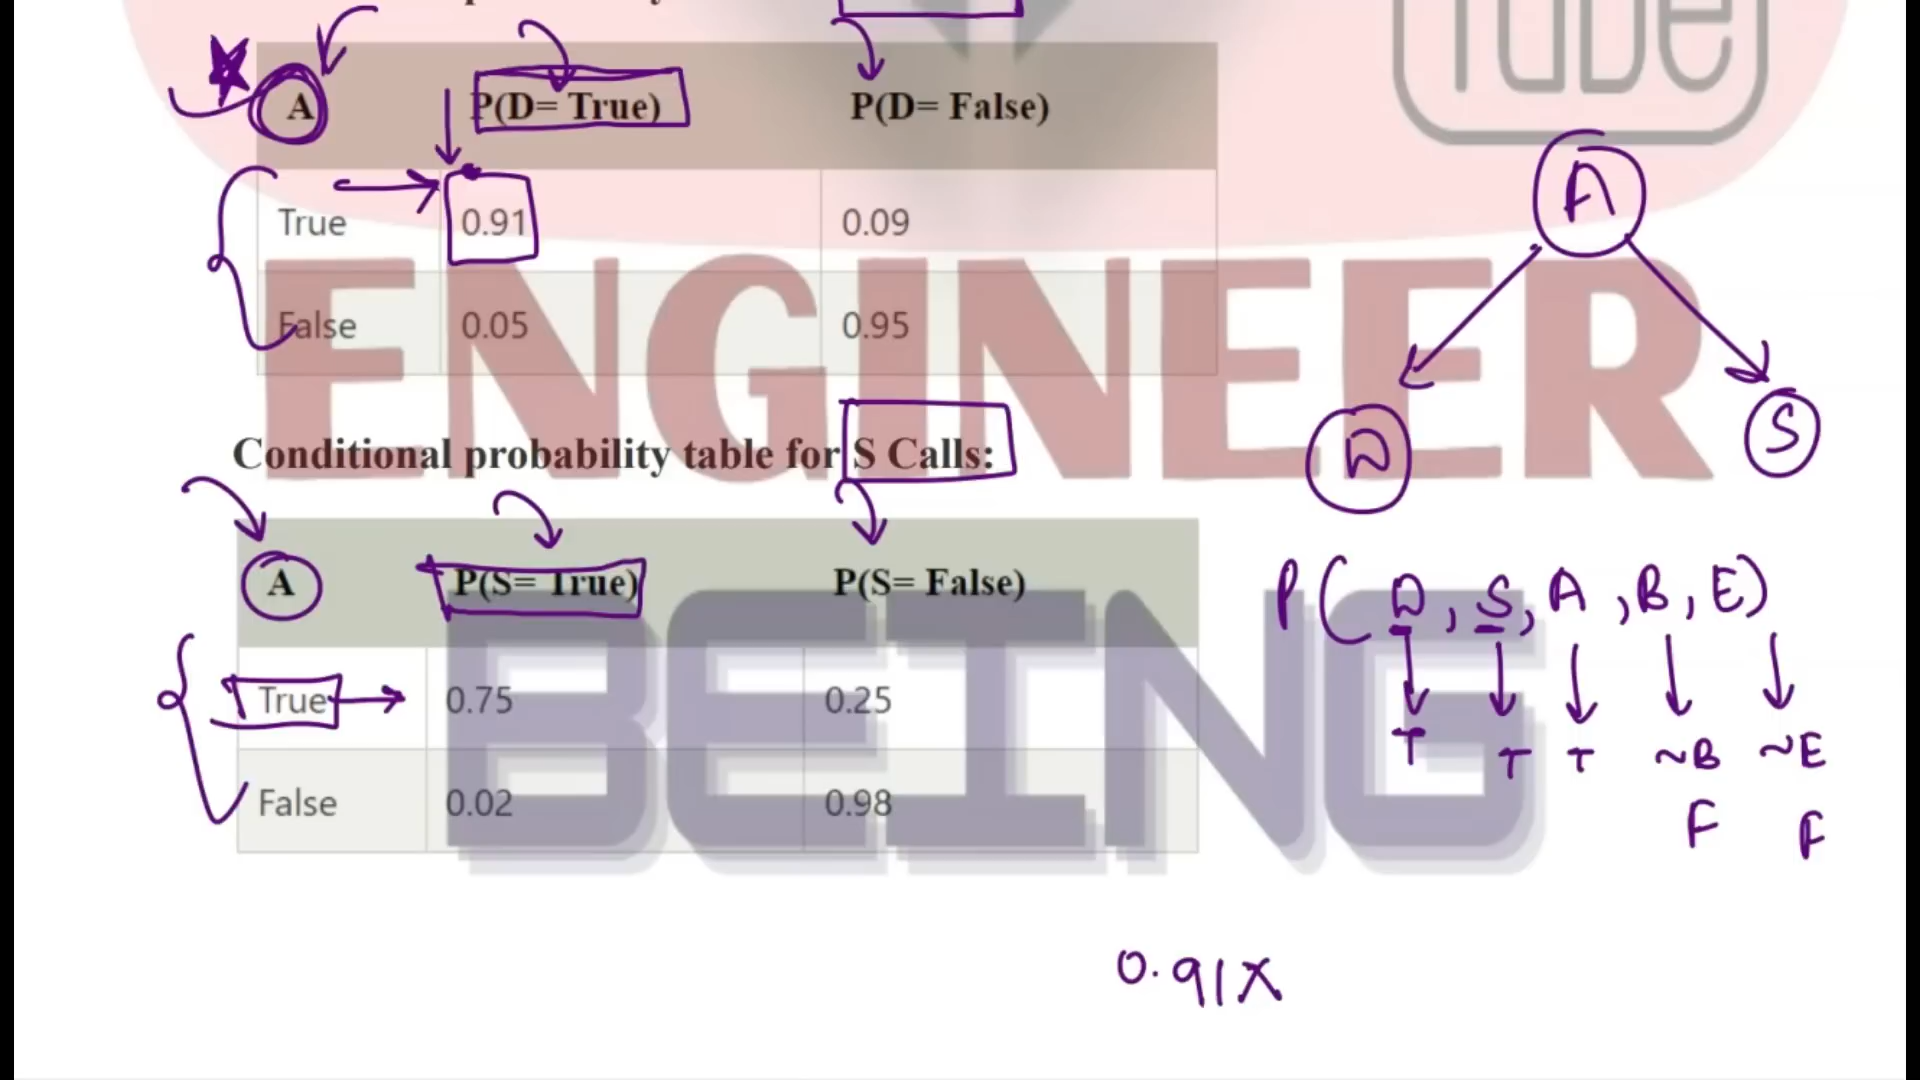 Tube
A P(D= True) P(D= False)
True 0.91 0.09
False 0.05 0.95
A
D S
ENGINEER
Conditional probability table for S Calls:
A P(S= True) P(S= False)
True 0.75 0.25
False 0.02 0.98
P(D, S, A, B, E)
T T T ~B ~E
F F
BEING
0.91X